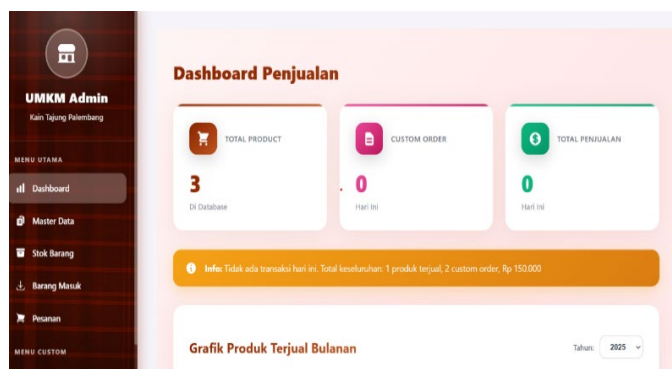 UMKM Admin
Kain Tajung Palembang
MENU UTAMA
Dashboard
Master Data
Stok Barang
Barang Masuk
Pesanan
MENU CUSTOM
Dashboard Penjualan
TOTAL PRODUCT
3
Di Database
CUSTOM ORDER
0
Hari Ini
TOTAL PENJUALAN
0
Hari Ini
Info: Tidak ada transaksi hari ini. Total keseluruhan: 1 produk terjual, 2 custom order, Rp 150.000
Grafik Produk Terjual Bulanan
Tahun: 2025